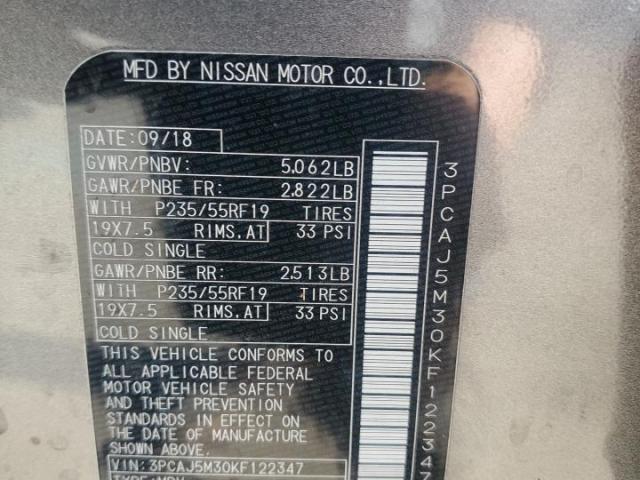 MFD BY NISSAN MOTOR CO.,LTD.
DATE:09/18
GVWR/PNBV: 5,062LB
GAWR/PNBE FR: 2,822LB
WITH P235/55RF19 TIRES
19X7.5 RIMS,AT 33 PSI
COLD SINGLE
GAWR/PNBE RR: 2,513LB
WITH P235/55RF19 TIRES
19X7.5 RIMS,AT 33 PSI
COLD SINGLE
THIS VEHICLE CONFORMS TO
ALL APPLICABLE FEDERAL
MOTOR VEHICLE SAFETY
AND THEFT PREVENTION
STANDARDS IN EFFECT ON
THE DATE OF MANUFACTURE
SHOWN ABOVE.
VIN:3PCAJ5M30KF122347
TYPE:MPV
3PCAJ5M30KF122347